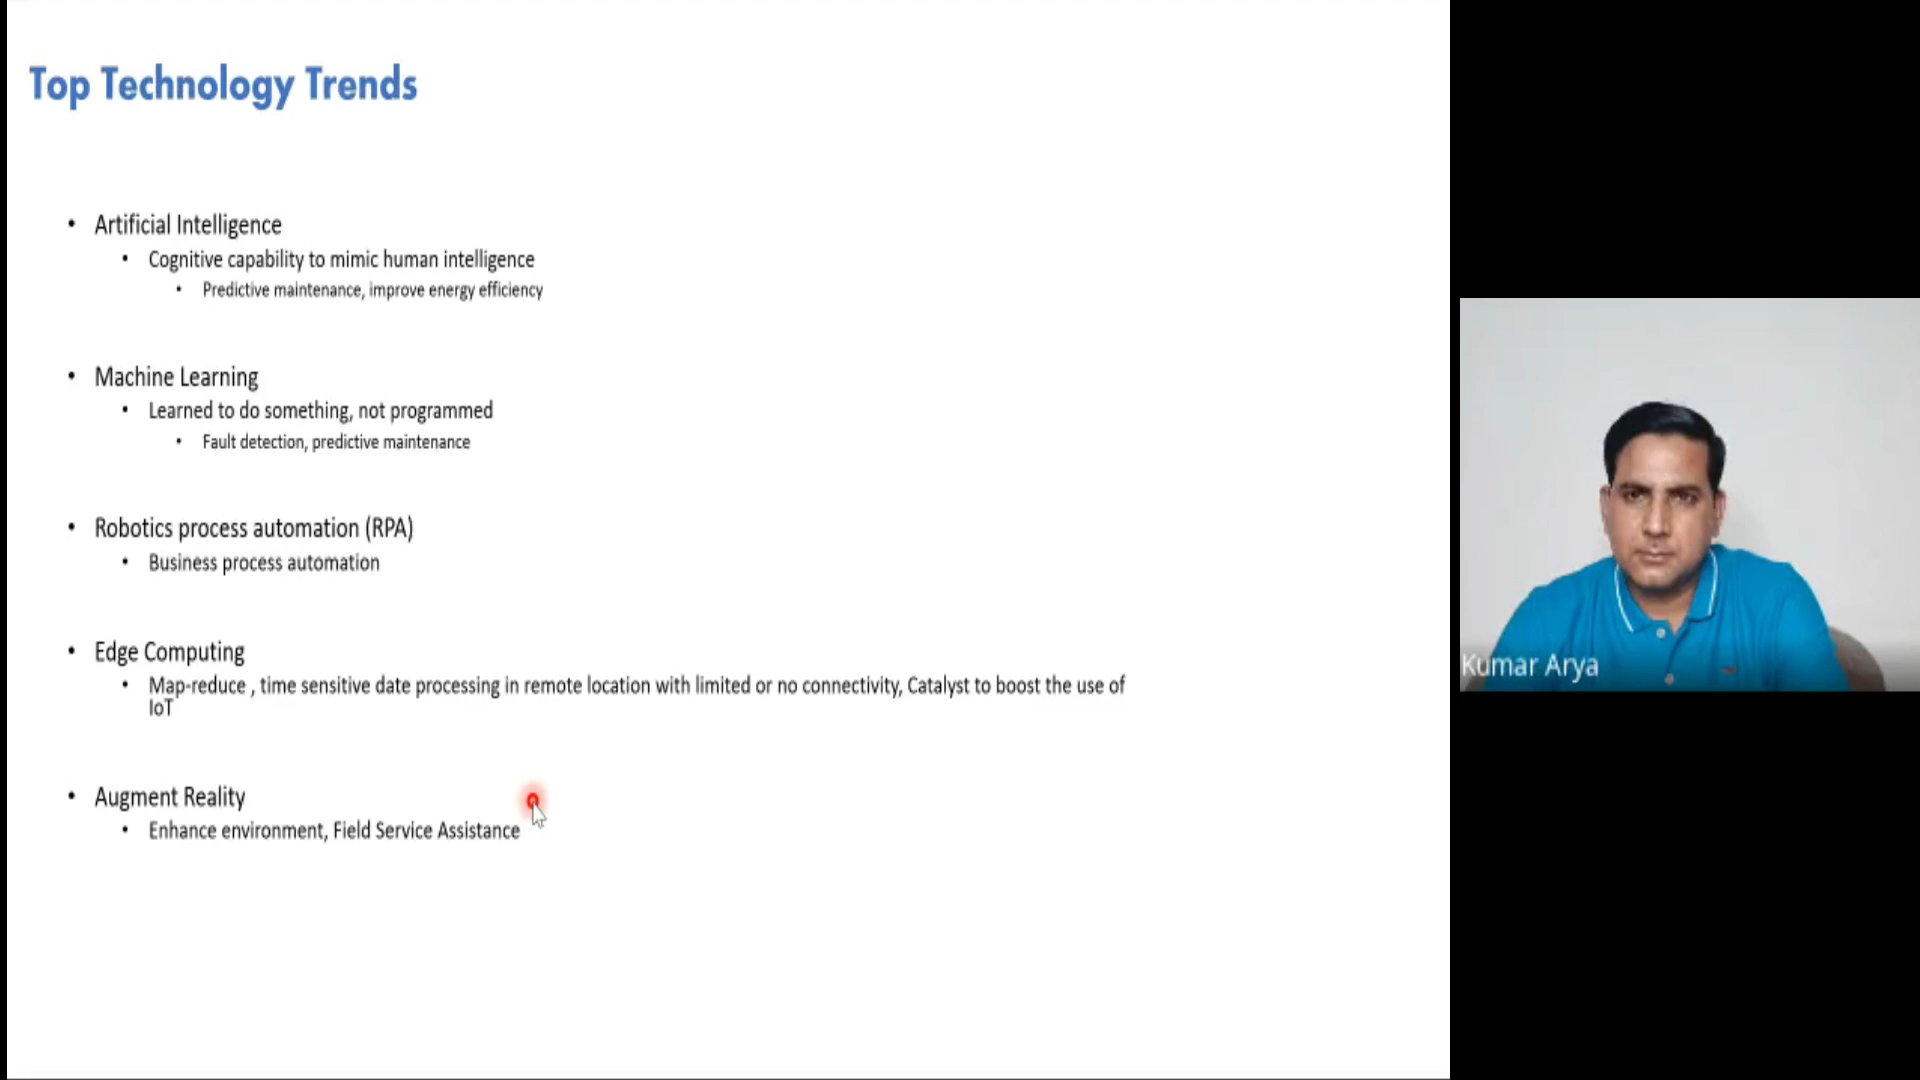 Top Technology Trends
• Artificial Intelligence
• Cognitive capability to mimic human intelligence
• Predictive maintenance, improve energy efficiency
• Machine Learning
• Learned to do something, not programmed
• Fault detection, predictive maintenance
• Robotics process automation (RPA)
• Business process automation
• Edge Computing
• Map-reduce , time sensitive date processing in remote location with limited or no connectivity, Catalyst to boost the use of
IoT
• Augment Reality
• Enhance environment, Field Service Assistance
Kumar Arya